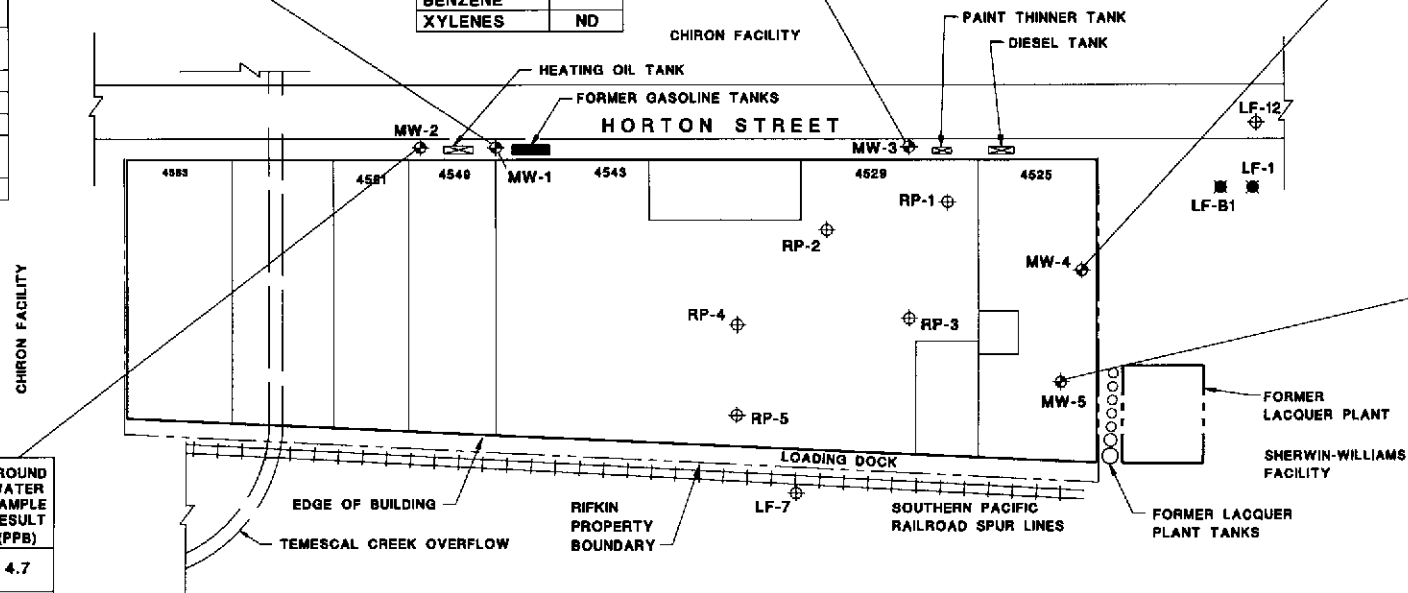 BENZENE
XYLENES ND
CHIRON FACILITY
PAINT THINNER TANK
DIESEL TANK
HEATING OIL TANK
FORMER GASOLINE TANKS
HORTON STREET
LF-12
MW-2
MW-1
MW-3
LF-1
LF-B1
4563
4561
4549
4543
4529
4525
RP-1
RP-2
MW-4
RP-4
RP-3
CHIRON FACILITY
MW-5
RP-5
FORMER
LACQUER PLANT
LOADING DOCK
SHERWIN-WILLIAMS
FACILITY
ROUND
WATER
AMPLE
ESULT
(PPB)
4.7
EDGE OF BUILDING
RIFKIN
PROPERTY
BOUNDARY
LF-7
SOUTHERN PACIFIC
RAILROAD SPUR LINES
FORMER LACQUER
PLANT TANKS
TEMESCAL CREEK OVERFLOW